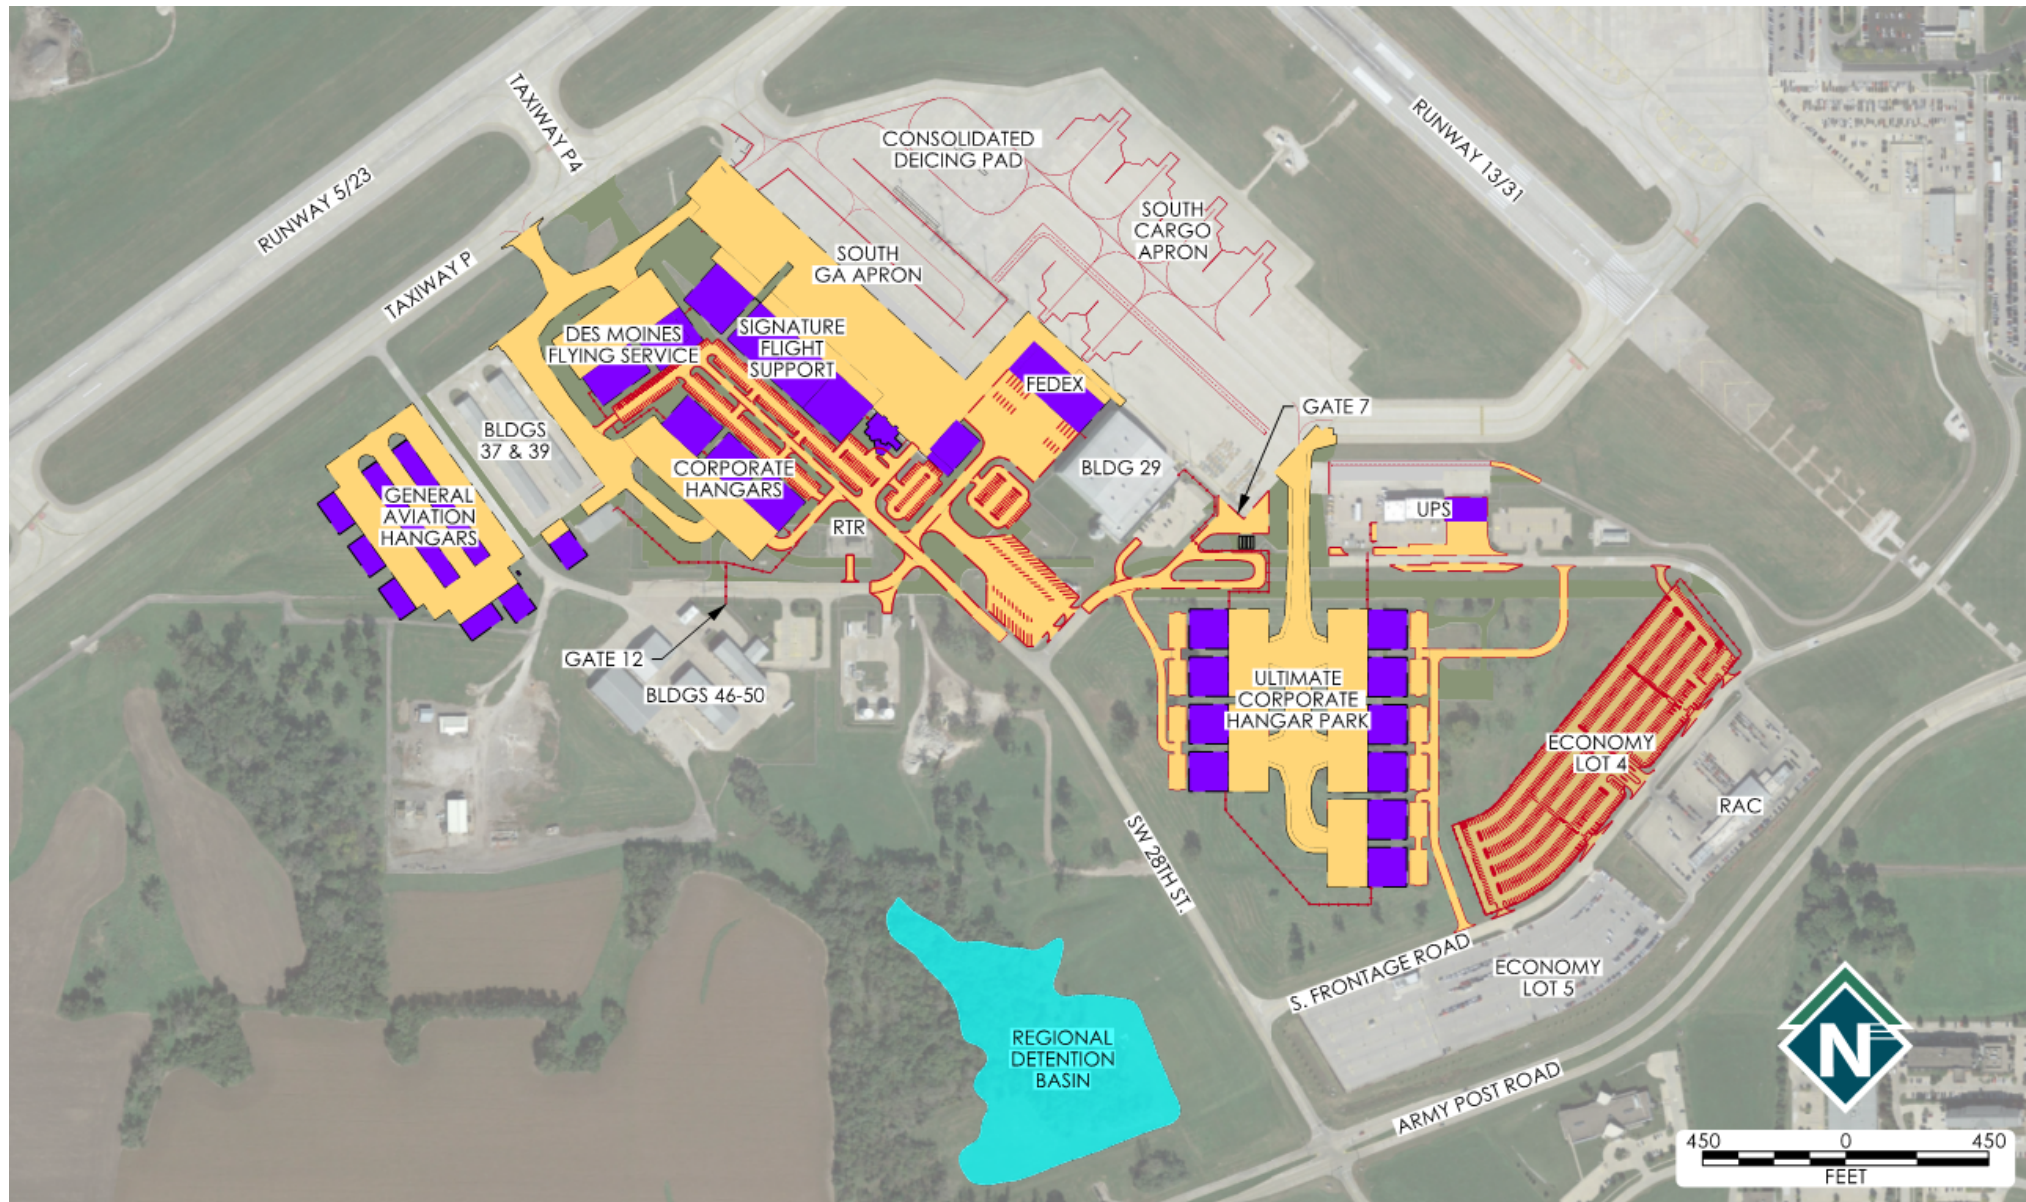 TAXIWAY P4
RUNWAY 5/23
TAXIWAY P
CONSOLIDATED
DEICING PAD
RUNWAY 13/31
SOUTH
CARGO
APRON
SOUTH
GA APRON
DES MOINES
FLYING SERVICE
SIGNATURE
FLIGHT
SUPPORT
FEDEX
GATE 7
BLDGS
37 & 39
CORPORATE
HANGARS
BLDG 29
GENERAL
AVIATION
HANGARS
RTR
UPS
GATE 12
BLDGS 46-50
ULTIMATE
CORPORATE
HANGAR PARK
ECONOMY
LOT 4
RAC
SW 28TH ST.
S. FRONTAGE ROAD
ECONOMY
LOT 5
REGIONAL
DETENTION
BASIN
ARMY POST ROAD
N
450 0 450
FEET